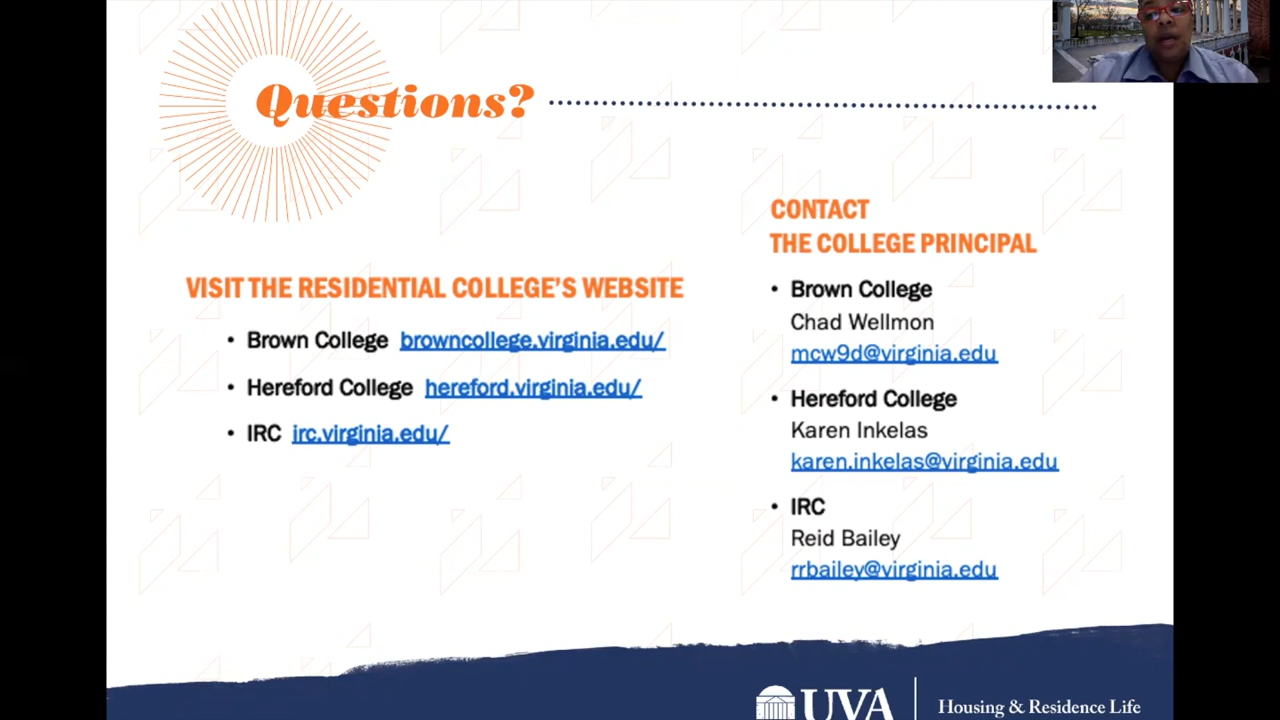 Questions?
VISIT THE RESIDENTIAL COLLEGE'S WEBSITE
• Brown College browncollege.virginia.edu/
• Hereford College hereford.virginia.edu/
• IRC irc.virginia.edu/
CONTACT
THE COLLEGE PRINCIPAL
• Brown College
Chad Wellmon
mcw9d@virginia.edu
• Hereford College
Karen Inkelas
karen.inkelas@virginia.edu
• IRC
Reid Bailey
rrbailey@virginia.edu
UVA | Housing & Residence Life